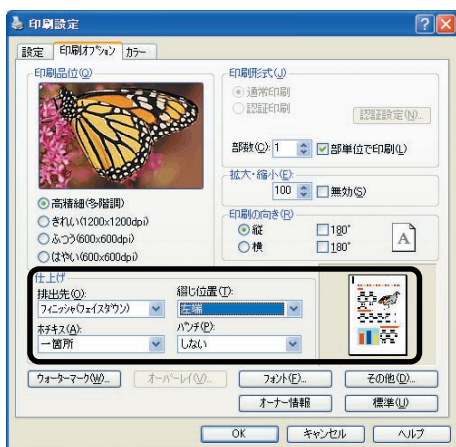 印刷設定
設定 印刷オプション カラー
印刷品位(Q)
高精細(多階調)
きれい(1200x1200dpi)
ふつう(600x600dpi)
はやい(600x600dpi)
印刷形式(J)
通常印刷
認証印刷
認証設定(N)...
部数(C): 1 部単位で印刷(L)
拡大・縮小(E)
100 無効(S)
印刷の向き(R)
縦 180°
横 180°
A
仕上げ
排出先(O): 綴じ位置(T):
フィニッシャ(フェイスダウン) 左端
ホチキス(A): パンチ(P):
一箇所 しない
ウォーターマーク(W)... オーバーレイ(V)... フォント(F)... その他(D)...
オーナー情報 標準(U)
OK キャンセル ヘルプ